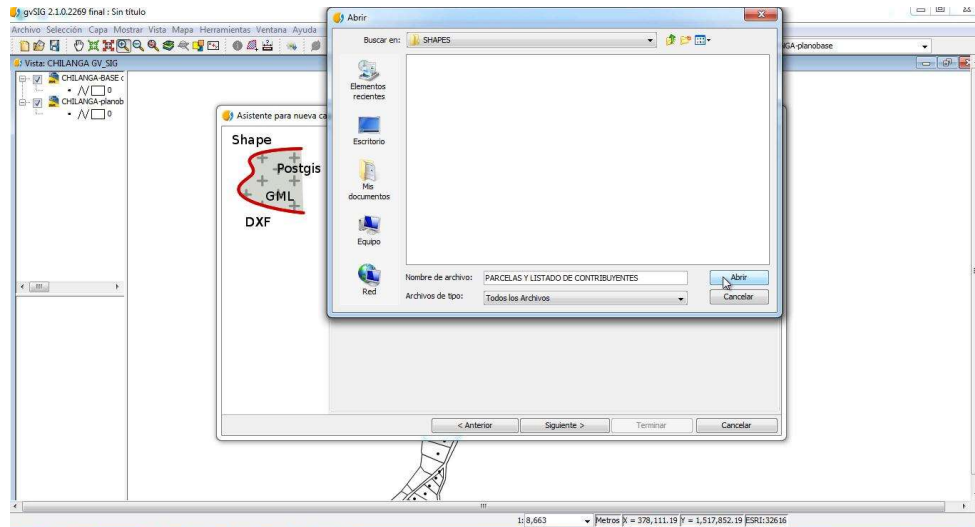 gvSIG 2.1.0.2269 final : Sin título
Archivo Selección Capa Mostrar Vista Mapa Herramientas Ventana Ayuda
GA-planobase
Vista: CHILANGA GV_SIG
CHILANGA-BASE
0
CHILANGA-planob
0
Asistente para nueva ca
Shape
Postgis
GML
DXF
Abrir
Buscar en: SHAPES
Elementos
recientes
Escritorio
Mis
documentos
Equipo
Red
Nombre de archivo: PARCELAS Y LISTADO DE CONTRIBUYENTES Abrir
Archivos de tipo: Todos los Archivos Cancelar
< Anterior Siguiente > Terminar Cancelar
1: 8,663 Metros X = 378,111.19 Y = 1,517,852.19 ESRI:32616